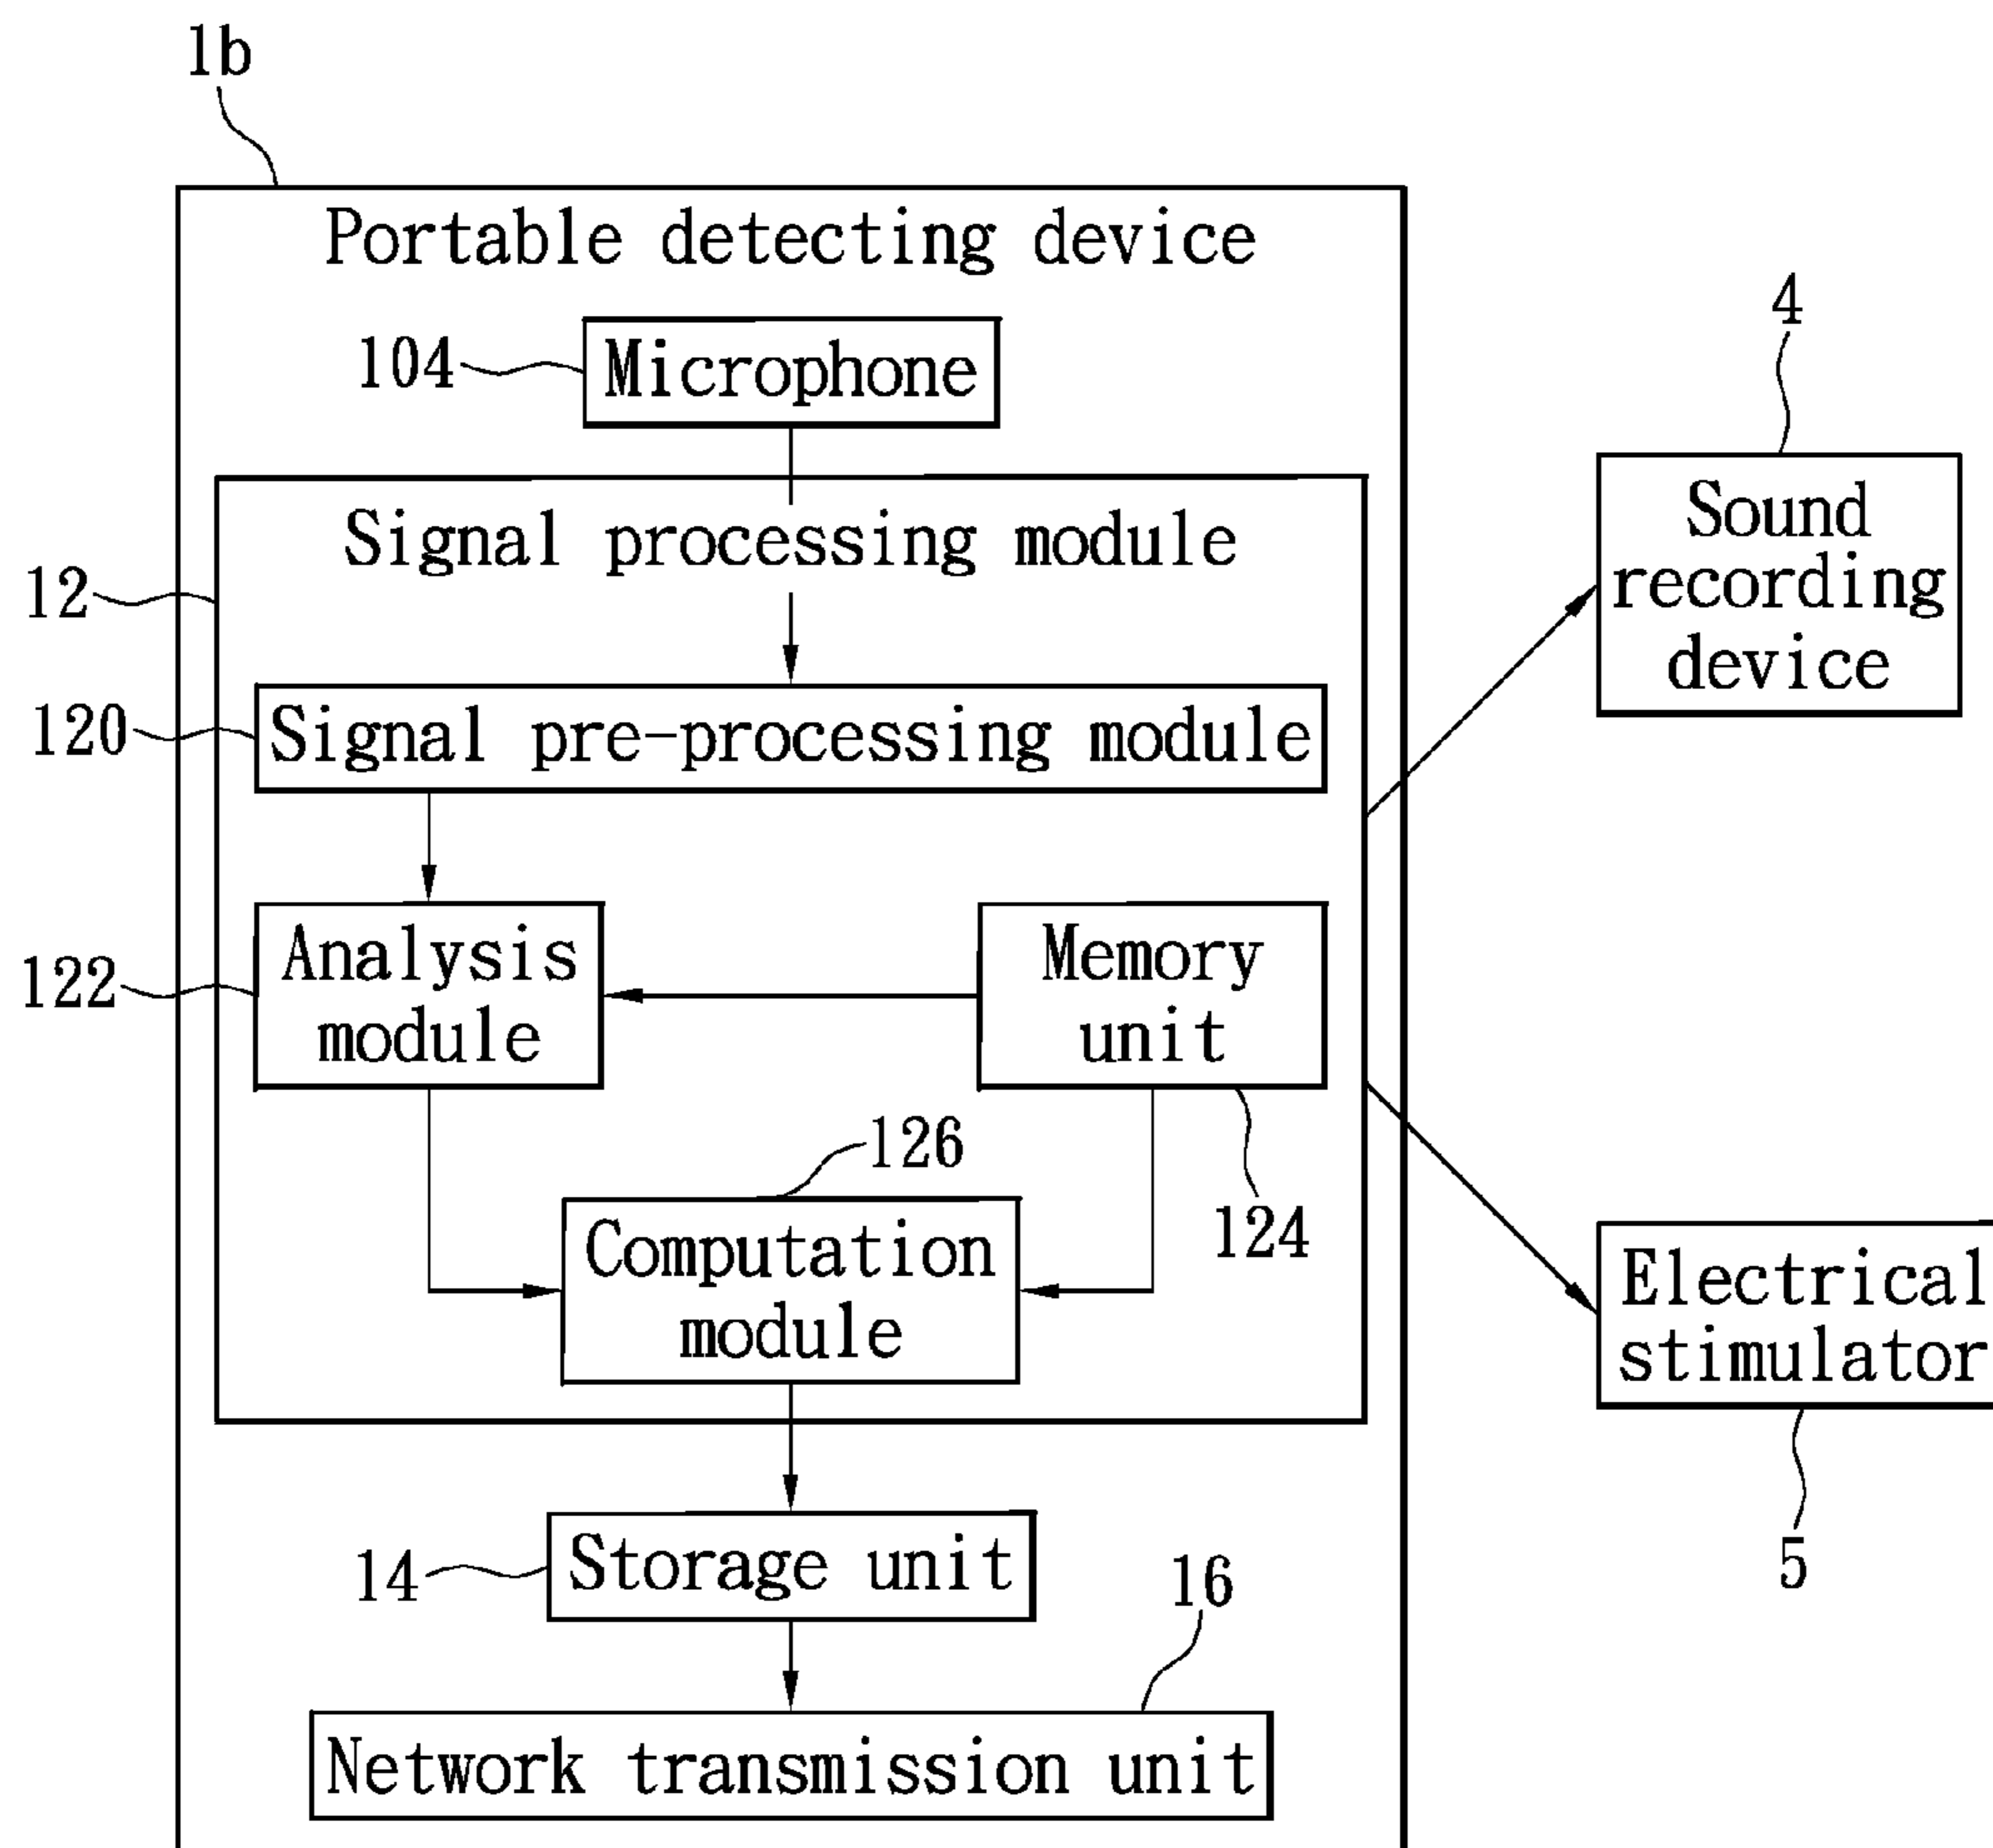 1b
Portable detecting device
104
Microphone
4
Sound
recording
device
Signal processing module
12
120
Signal pre-processing module
122
Analysis
module
Memory
unit
126
124
Computation
module
Electrical
stimulator
5
14
Storage unit
16
Network transmission unit